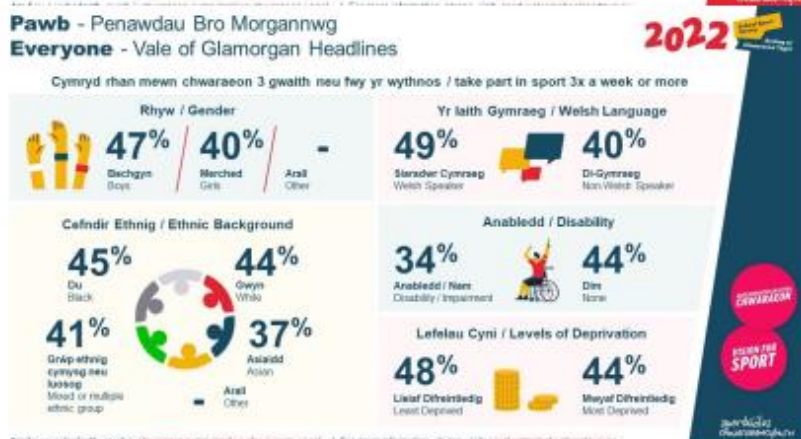 Pawb - Penawdau Bro Morgannwg
Everyone - Vale of Glamorgan Headlines
2022
Cymryd rhan mewn chwaraeon 3 gwaith neu fwy yr wythnos / take part in sport 3x a week or more
Rhyw / Gender
47%
Bechgyn
Boys
40%
Merched
Girls
-
Arall
Other
Yr Iaith Gymraeg / Welsh Language
49%
Siaradwr Cymraeg
Welsh Speaker
40%
Di-Gymraeg
Non Welsh Speaker
Cefndir Ethnig / Ethnic Background
45%
Du
Black
44%
Gwyn
White
41%
Grŵp ethnig
cymysg neu
luosog
Mixed or multiple
ethnic group
37%
Asiaidd
Asian
-
Arall
Other
Anabledd / Disability
34%
Anabledd / Nam
Disability / Impairment
44%
Dim
None
Lefelau Cyni / Levels of Deprivation
48%
Lleiaf Difreintiedig
Least Deprived
44%
Mwyaf Difreintiedig
Most Deprived
CHWARAEON
VISION FOR
SPORT